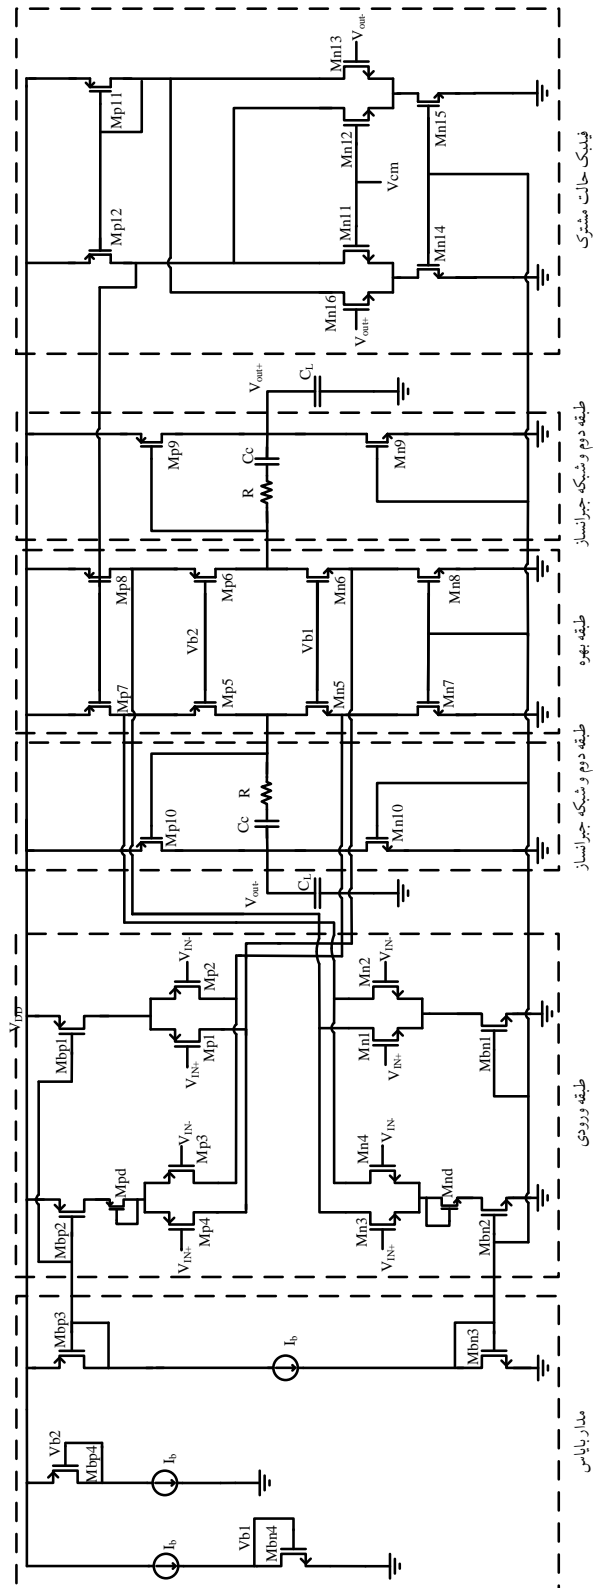 Mn13
Vout-
Mp11
Mn15
Mn12
Vcm
Mp12
Mn11
Mn14
Mn16
Vout+
فیدبک حالت مشترک
Vout+
CL
Mp9
Cc
R
Mn9
طبقه دوم و شبکه جبرانساز
Mp8
Mp6
Mn6
Mn8
Vb2
Vb1
Mp7
Mp5
Mn5
Mn7
طبقه بهره
Mp10
R
Cc
Mn10
Vout-
CL
طبقه دوم و شبکه جبرانساز
VDD
VIN-
Mp2
VIN-
Mn2
Mbp1
Mp1
VIN+
Mn1
VIN+
Mbn1
VIN-
Mp3
VIN-
Mn4
Mpd
Mnd
Mbp2
Mp4
VIN+
Mn3
VIN+
Mbn2
طبقه ورودی
Mbp3
Ib
Mbn3
Vb2
Mbp4
Ib
Ib
Vb1
Mbn4
مدار بایاس